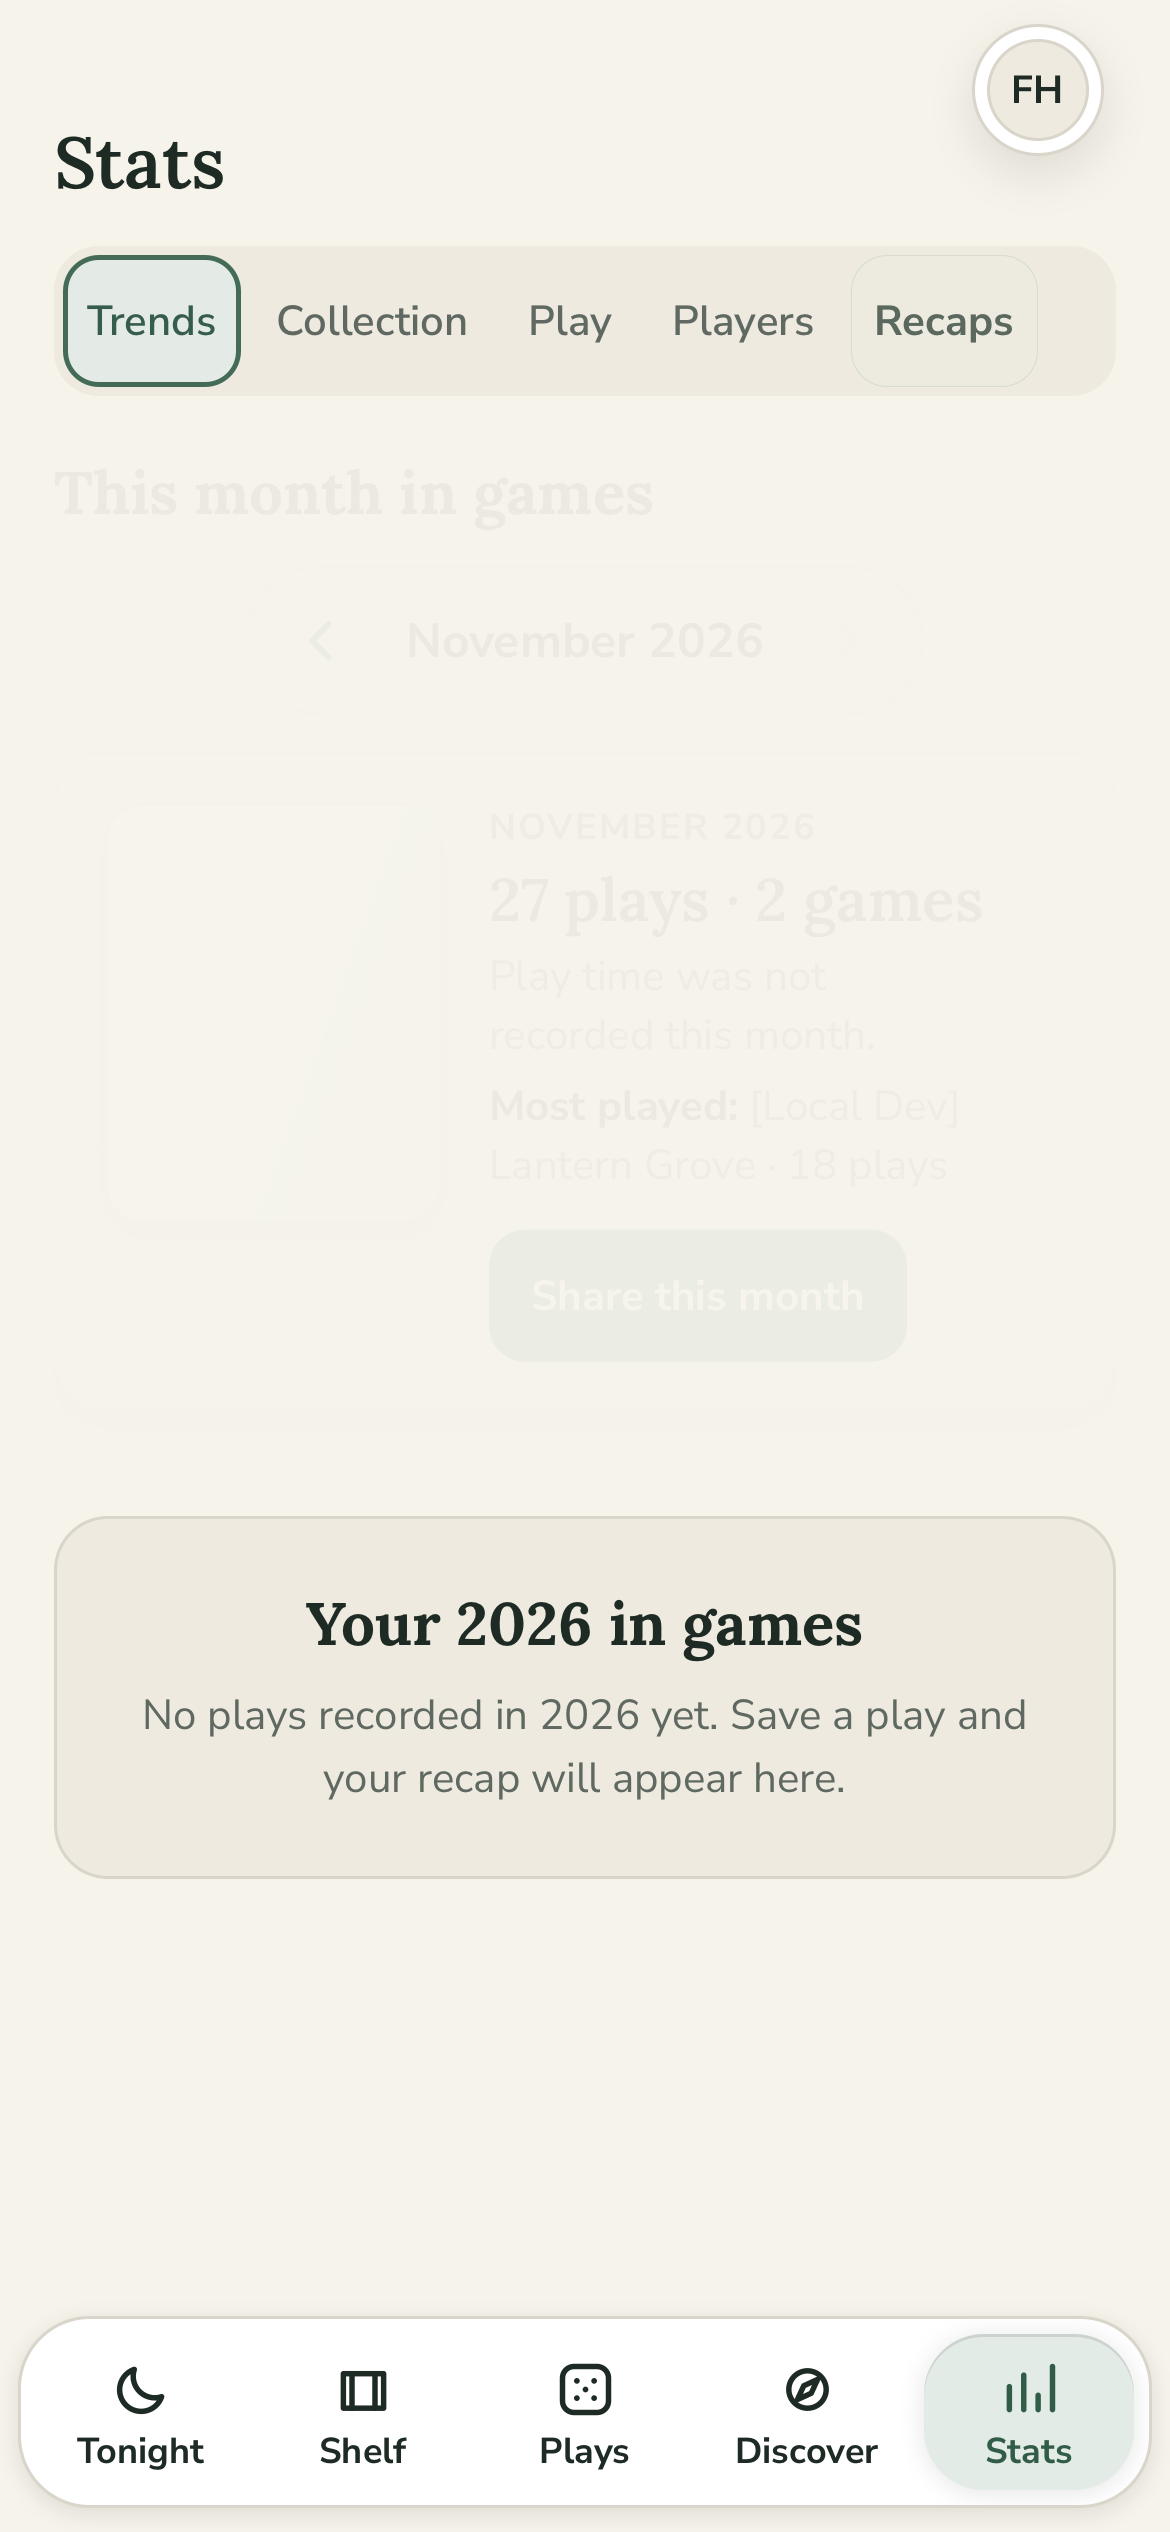 FH
Stats
Trends
Collection
Play
Players
Recaps
This month in games
November 2026
NOVEMBER 2026
27 plays · 2 games
Play time was not
recorded this month.
Most played: [Local Dev]
Lantern Grove · 18 plays
Share this month
Your 2026 in games
No plays recorded in 2026 yet. Save a play and
your recap will appear here.
Tonight
Shelf
Plays
Discover
Stats